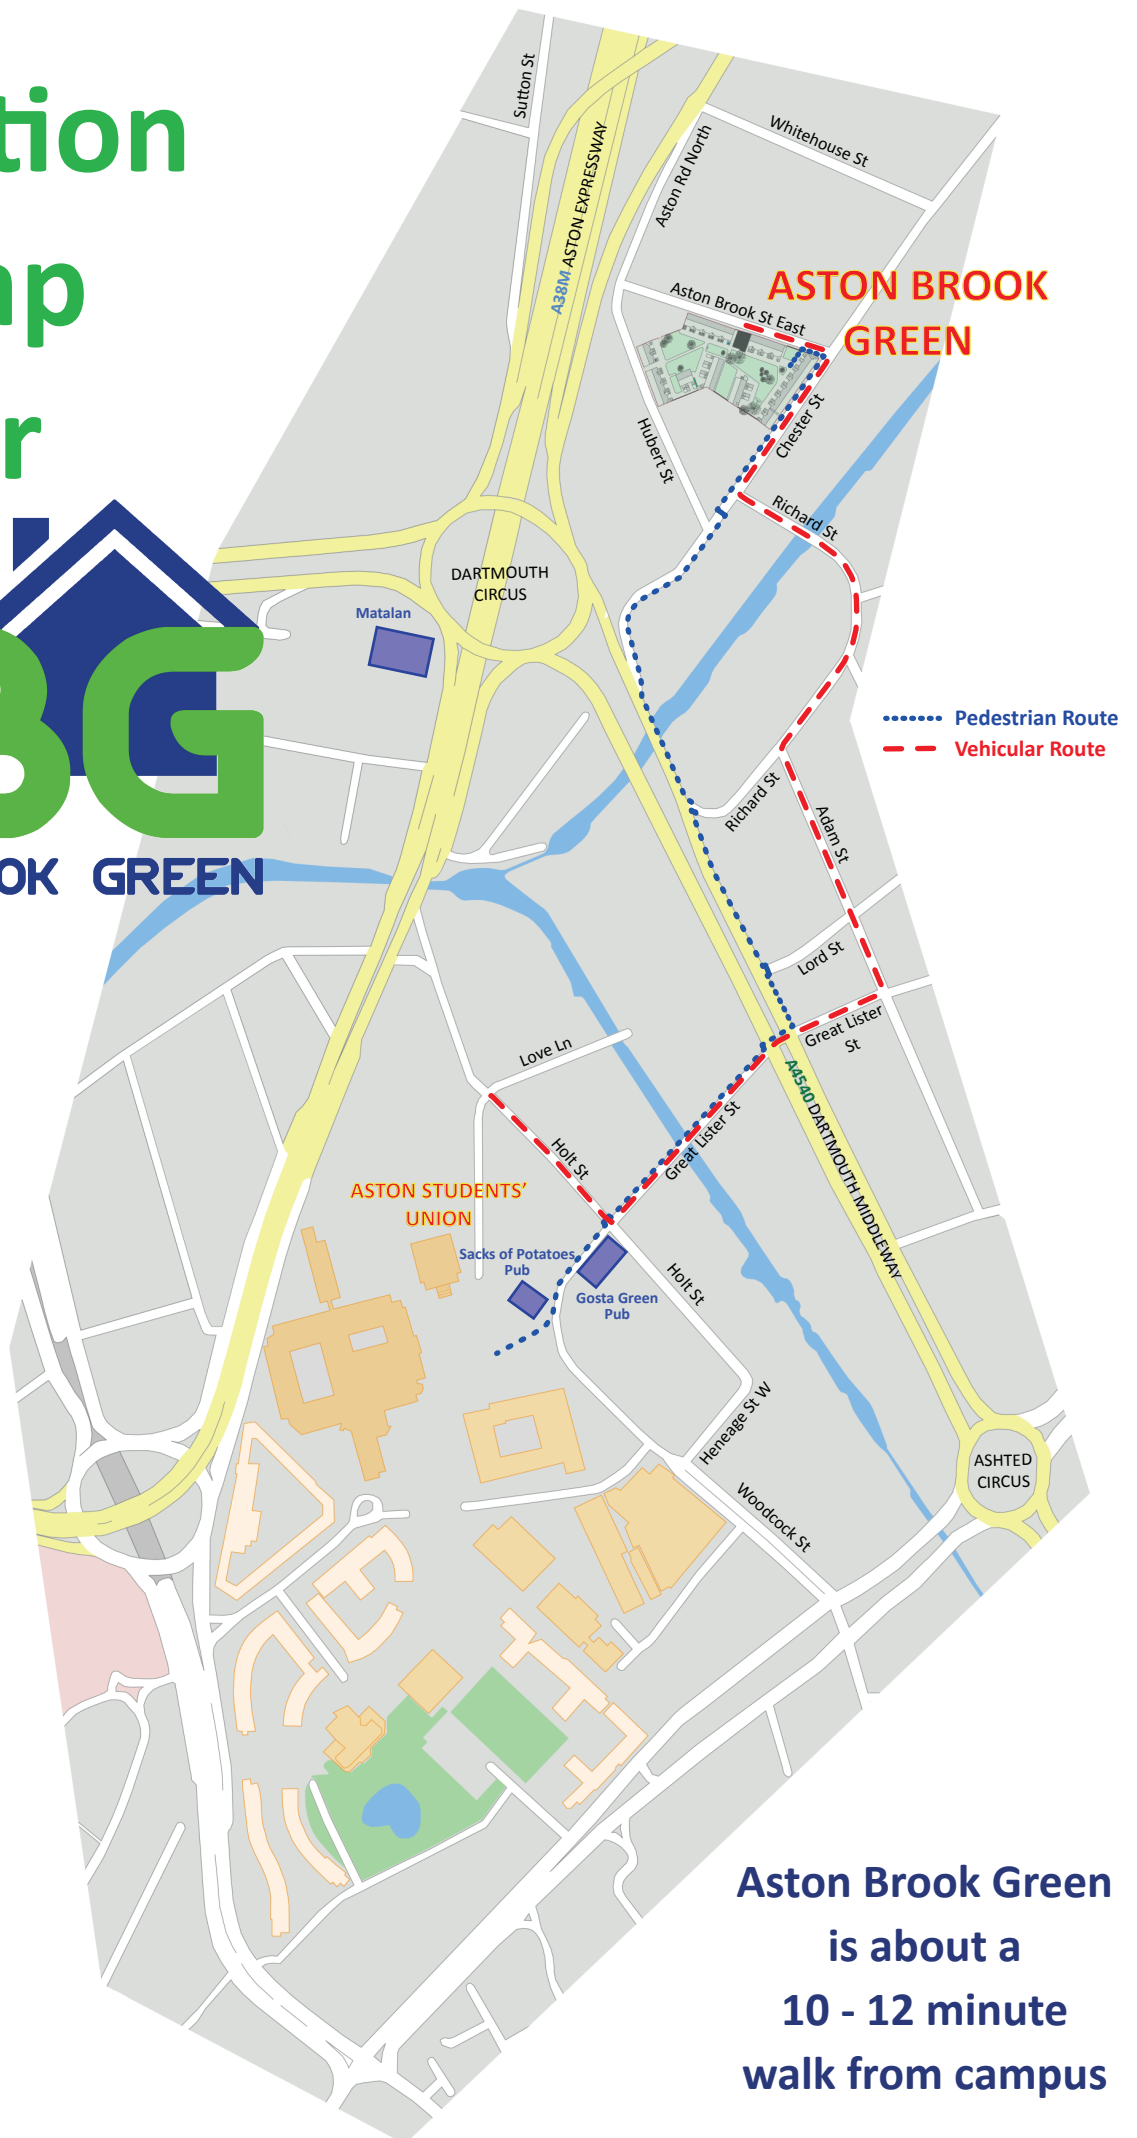 tion
ap
r
BG
OK GREEN
Sutton St
A38M ASTON EXPRESSWAY
Aston Rd North
Whitehouse St
Aston Brook St East
ASTON BROOK
GREEN
Hubert St
Chester St
Richard St
DARTMOUTH
CIRCUS
Matalan
Pedestrian Route
Vehicular Route
Richard St
Adam St
Lord St
Great Lister
St
Love Ln
A4540 DARTMOUTH MIDDLEWAY
Great Lister St
Holt St
ASTON STUDENTS'
UNION
Sacks of Potatoes
Pub
Gosta Green
Pub
Holt St
Heneage St W
Woodcock St
ASHTED
CIRCUS
Aston Brook Green
is about a
10 - 12 minute
walk from campus